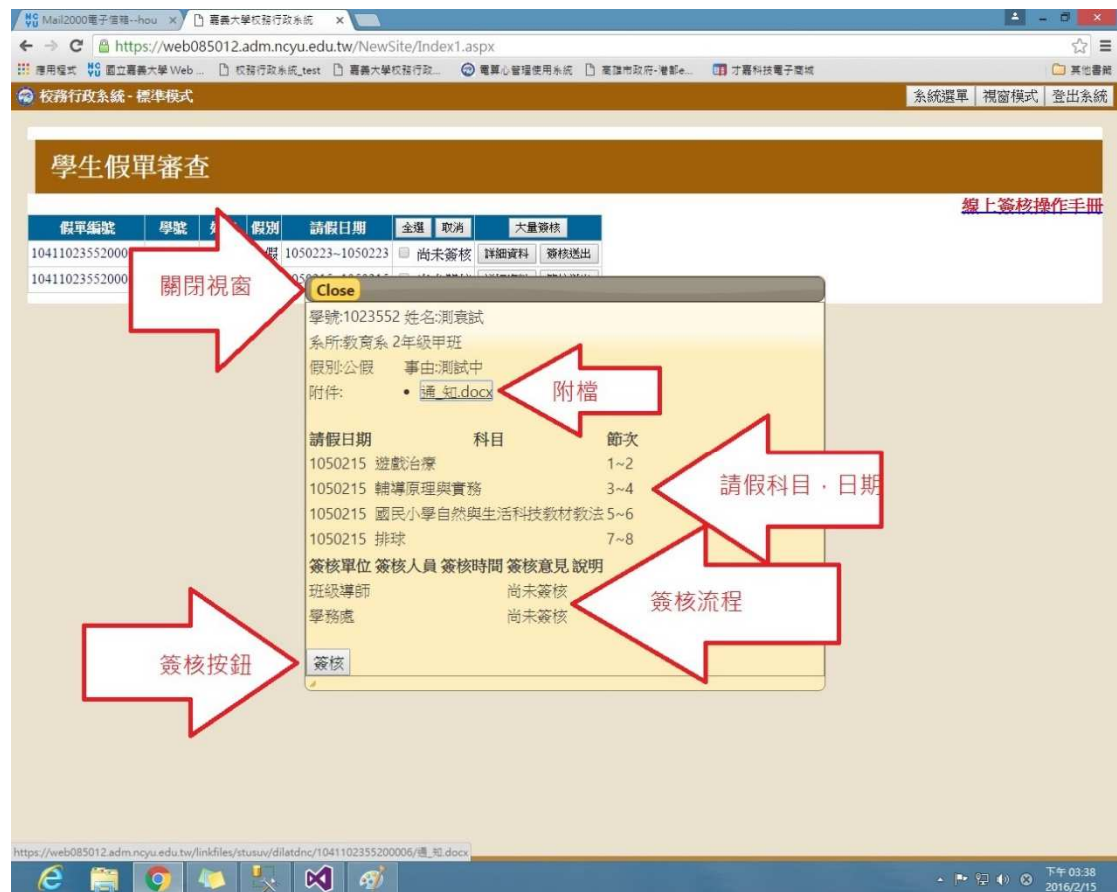 Mail2000電子信箱--hou
嘉義大學校務行政系統
https://web085012.adm.ncyu.edu.tw/NewSite/Index1.aspx
應用程式 國立嘉義大學 Web ... 校務行政系統_test 嘉義大學校務行政... 電算心管理使用系統 高雄市政府-港都e... 才嘉科技電子商城 其他書籤
校務行政系統 - 標準模式 系統選單 視窗模式 登出系統
學生假單審查
線上簽核操作手冊
假單編號 學號 假別 請假日期 全選 取消 大量簽核
10411023552000 假 1050223~1050223 尚未簽核 詳細資料 簽核送出
10411023552000
關閉視窗
Close
學號:1023552 姓名:測袁試
系所:教育系 2年級甲班
假別:公假 事由:測試中
附件: • 通_知.docx
附檔
請假日期 科目 節次
1050215 遊戲治療 1~2
1050215 輔導原理與實務 3~4
1050215 國民小學自然與生活科技教材教法 5~6
1050215 排球 7~8
請假科目，日期
簽核單位 簽核人員 簽核時間 簽核意見 說明
班級導師 尚未簽核
學務處 尚未簽核
簽核流程
簽核按鈕
簽核
https://web085012.adm.ncyu.edu.tw/linkfiles/stusuv/dilatdnc/1041102355200006/通_知.docx
下午 03:38
2016/2/15